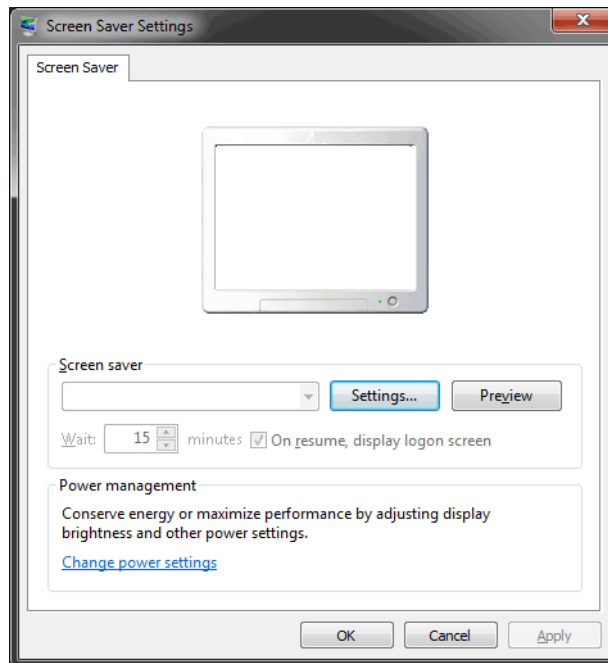 Screen Saver Settings
Screen Saver
Screen saver
Settings... Preview
Wait: 15 minutes On resume, display logon screen
Power management
Conserve energy or maximize performance by adjusting display
brightness and other power settings.
Change power settings
OK Cancel Apply